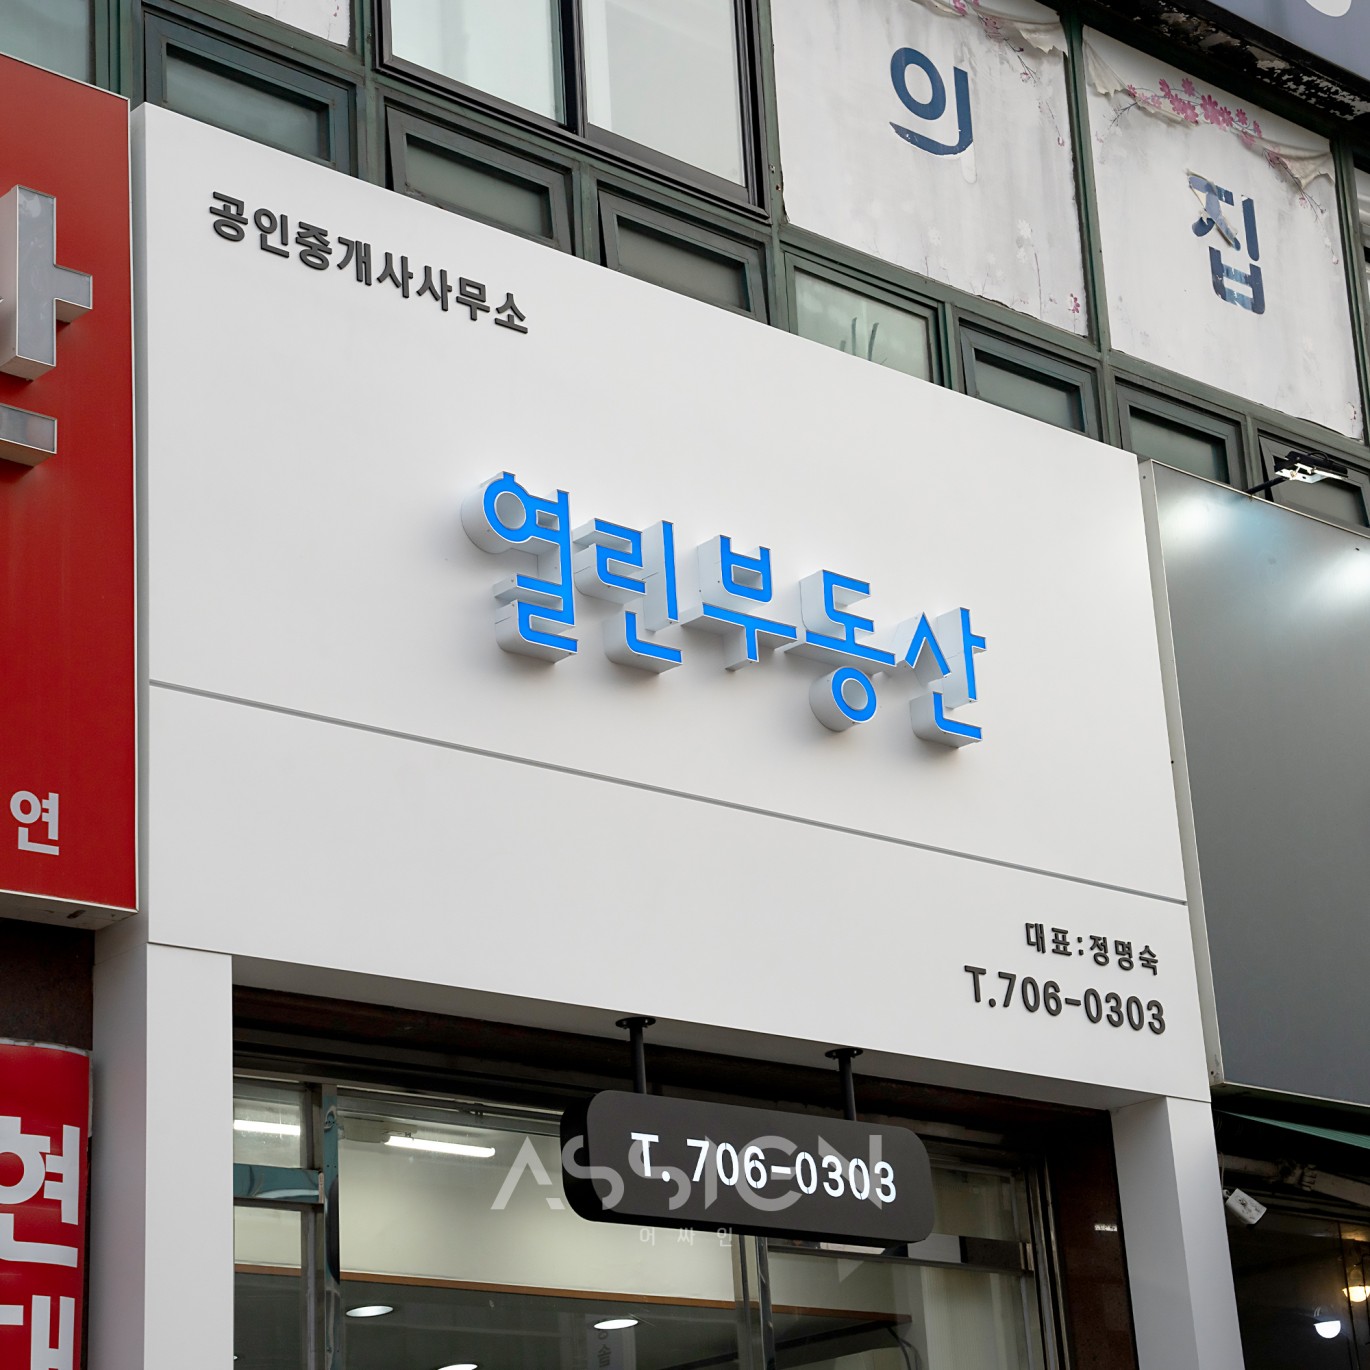 의 집
공인중개사사무소
열린부동산
연
대표:정명숙
T.706-0303
T. 706-0303
ASSIGN
어싸인
현
대